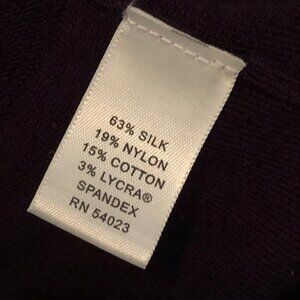 63% SILK
19% NYLON
15% COTTON
3% LYCRA®
SPANDEX
RN 54023